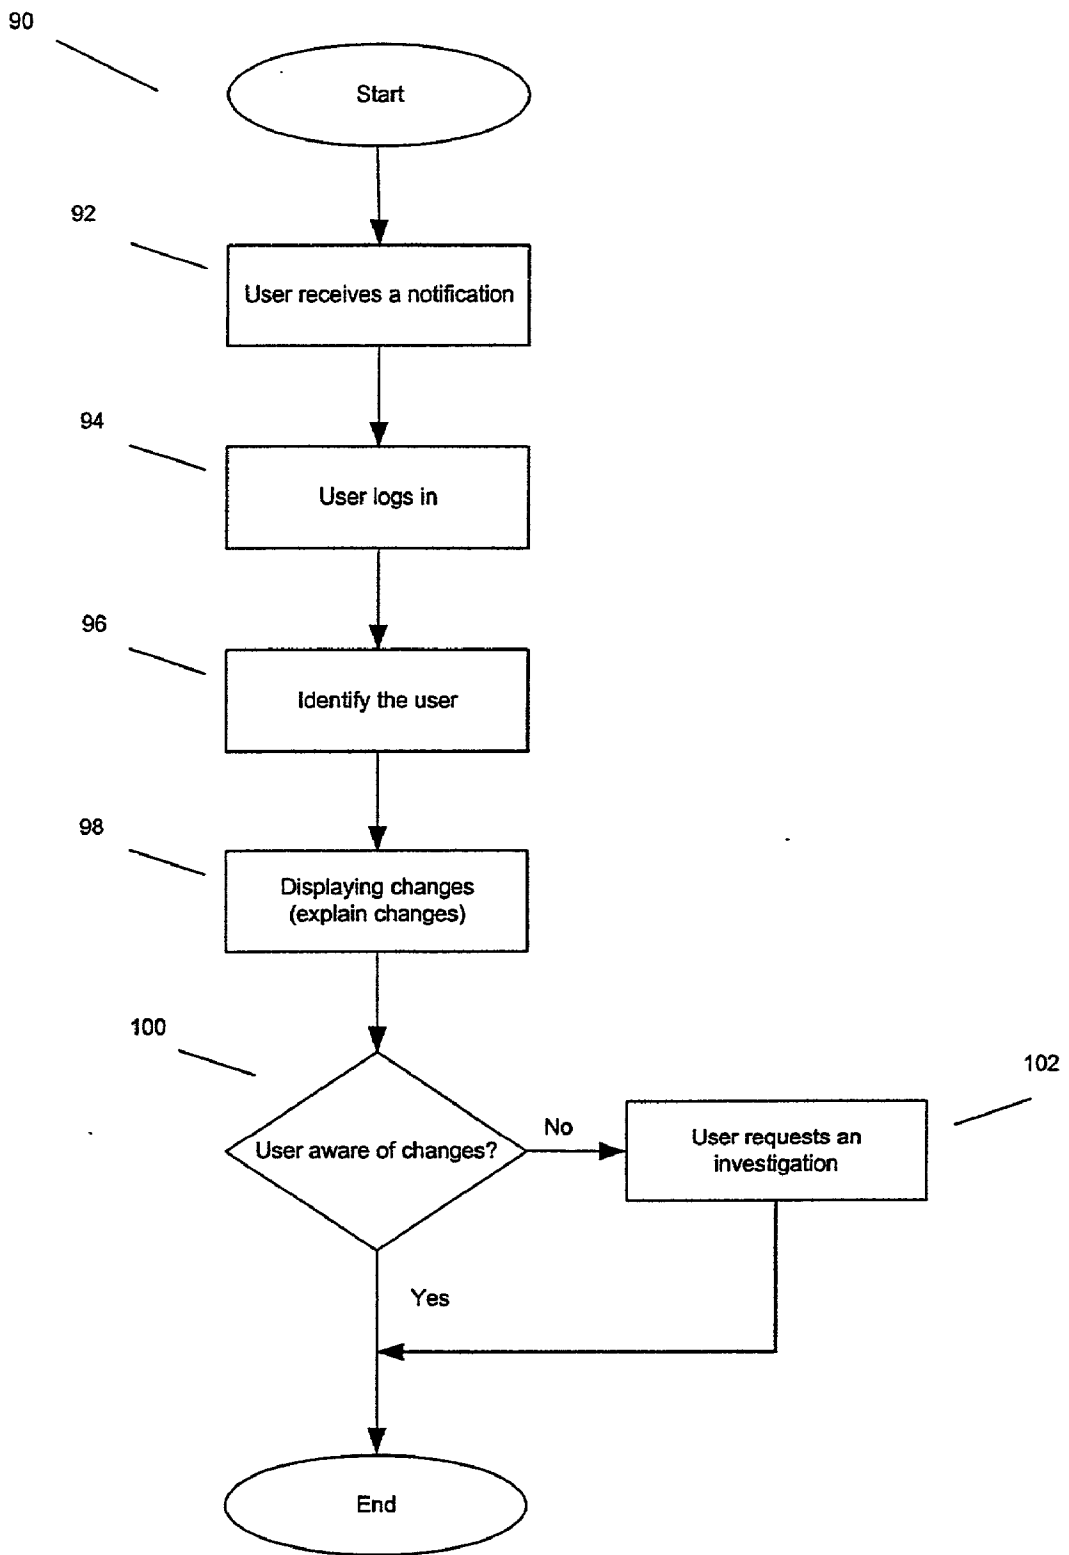 90
Start
92
User receives a notification
94
User logs in
96
Identify the user
98
Displaying changes
(explain changes)
100
User aware of changes?
No
102
User requests an
investigation
Yes
End